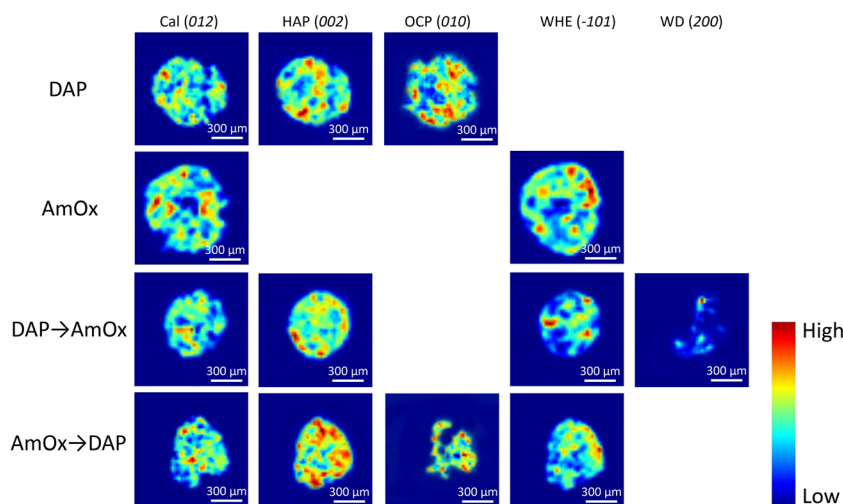 Cal (012) HAP (002) OCP (010) WHE (-101) WD (200)
DAP
300 µm 300 µm 300 µm
AmOx
300 µm 300 µm
DAP→AmOx
300 µm 300 µm 300 µm 300 µm
High
AmOx→DAP
300 µm 300 µm 300 µm 300 µm
Low